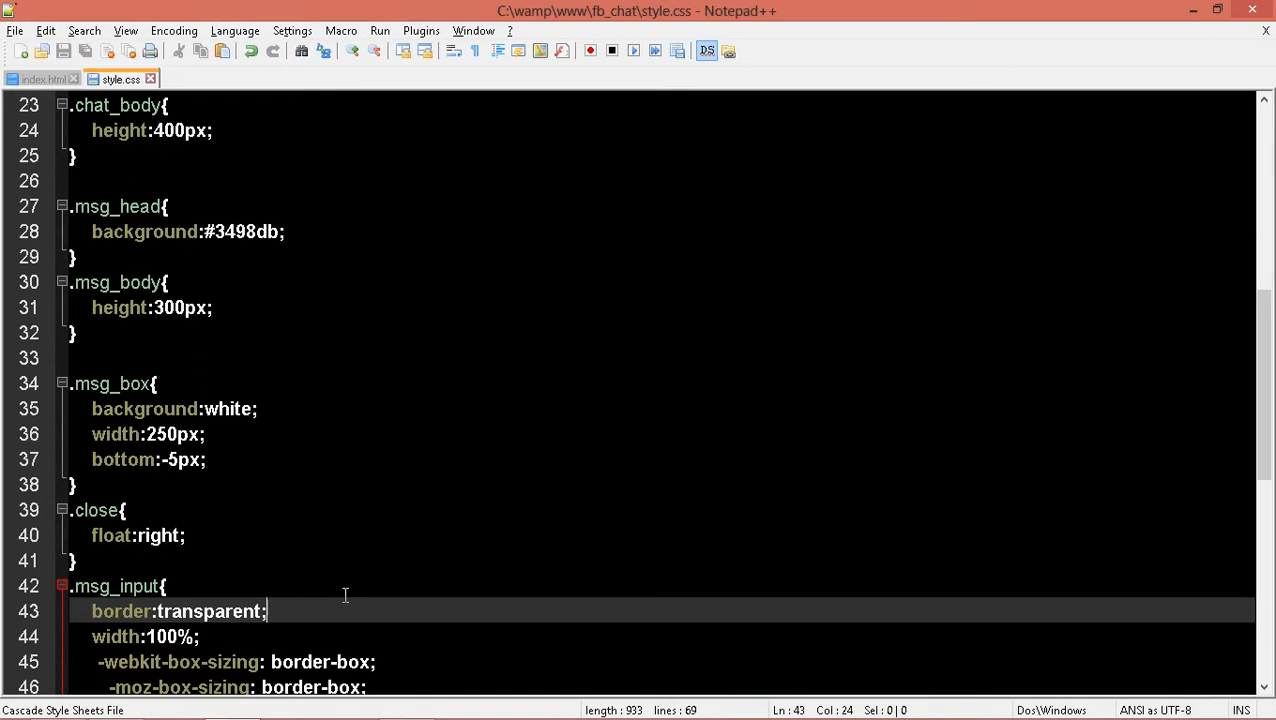 C:\wamp\www\fb_chat\style.css - Notepad++
File Edit Search View Encoding Language Settings Macro Run Plugins Window ? X
DS
index.html style.css
23 .chat_body{
24 height:400px;
25 }
26
27 .msg_head{
28 background:#3498db;
29 }
30 .msg_body{
31 height:300px;
32 }
33
34 .msg_box{
35 background:white;
36 width:250px;
37 bottom:-5px;
38 }
39 .close{
40 float:right;
41 }
42 .msg_input{
43 border:transparent;
44 width:100%;
45 -webkit-box-sizing: border-box;
46 -moz-box-sizing: border-box;
Cascade Style Sheets File length : 933 lines : 69 Ln : 43 Col : 24 Sel : 0 | 0 Dos\Windows ANSI as UTF-8 INS